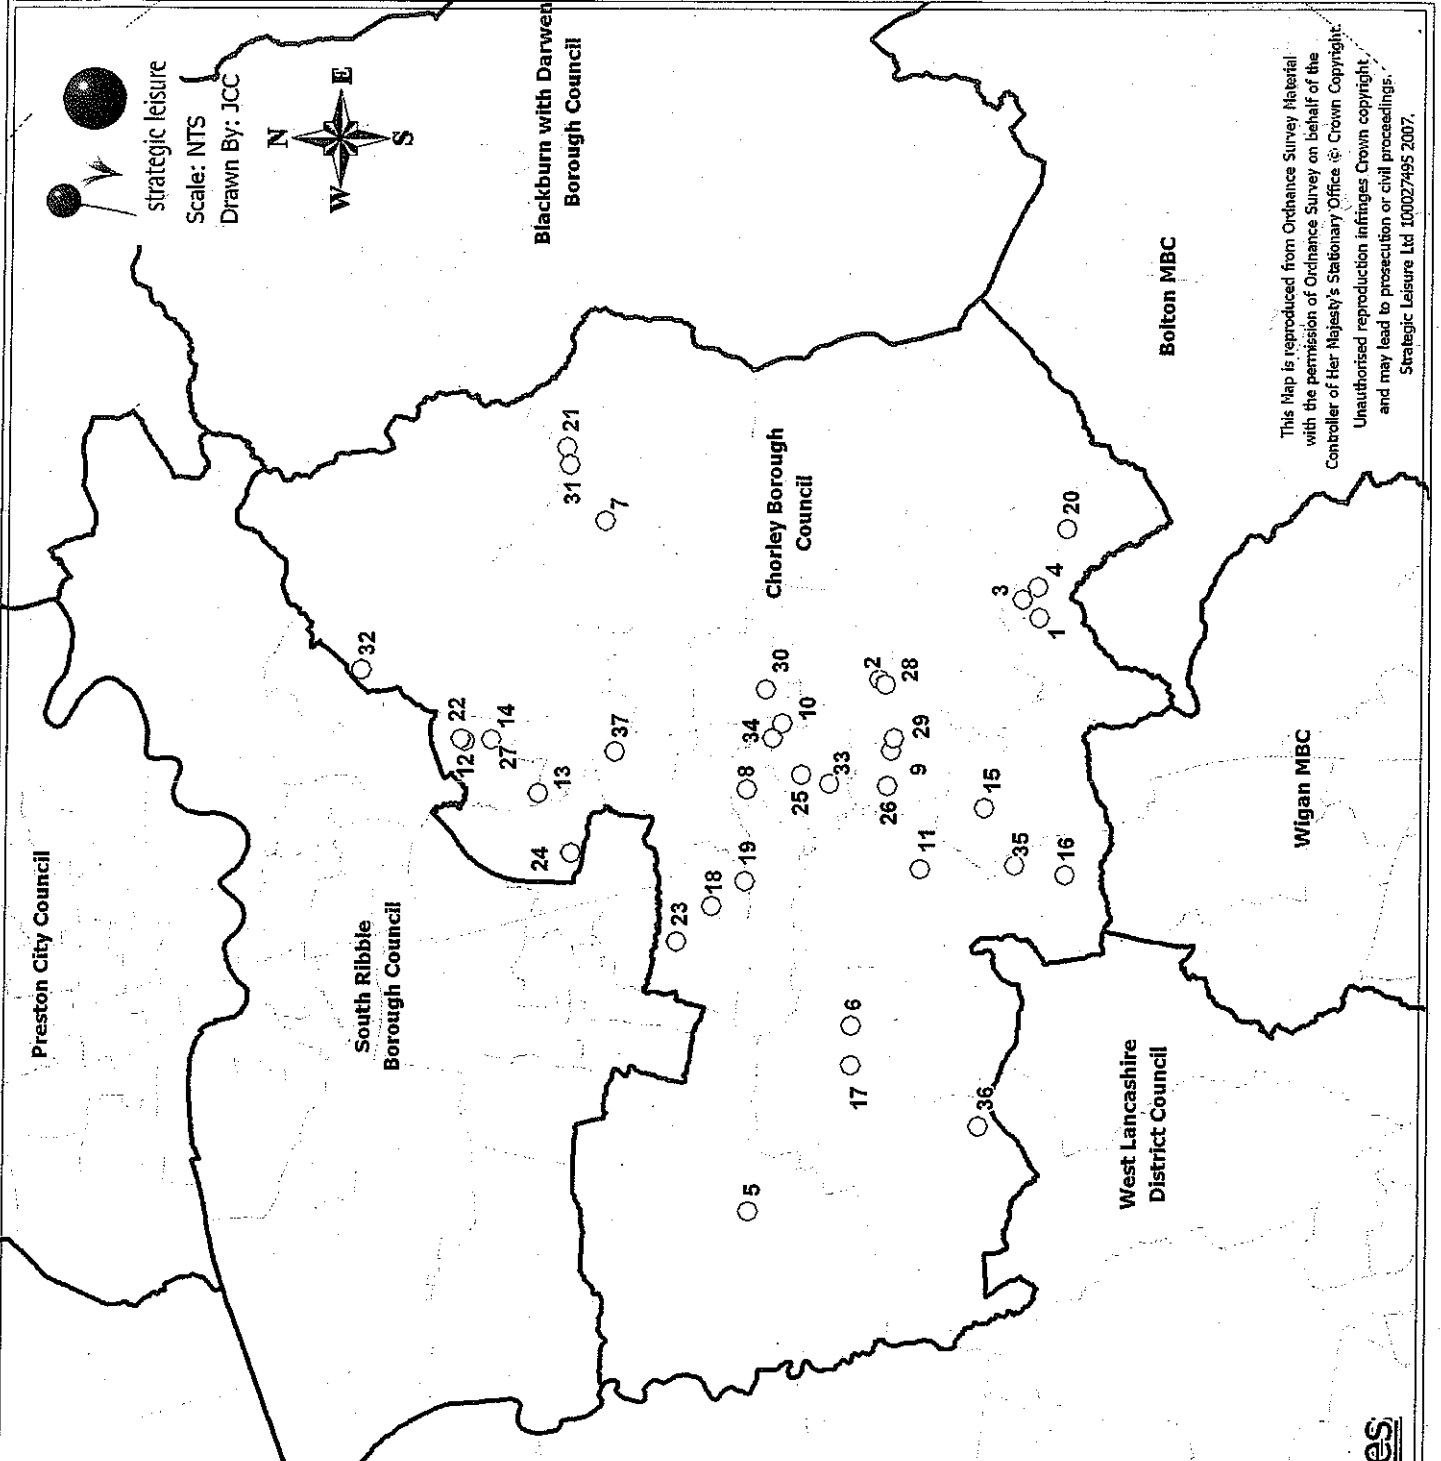 strategic leisure
Scale: NTS
Drawn By: JCC
N
W
E
S
Preston City Council
South Ribble
Borough Council
Blackburn with Darwen
Borough Council
Chorley Borough
Council
Bolton MBC
Wigan MBC
West Lancashire
District Council
32
22
12
14
27
13
24
37
21
31
7
23
18
19
8
34
30
10
25
33
2
28
29
9
26
11
15
35
16
3
4
1
20
6
17
36
5
This Map is reproduced from Ordnance Survey Material
with the permission of Ordnance Survey on behalf of the
Controller of Her Majesty's Stationary Office © Crown Copyright.
Unauthorised reproduction infringes Crown copyright
and may lead to prosecution or civil proceedings.
Strategic Leisure Ltd 100027495 2007.
es